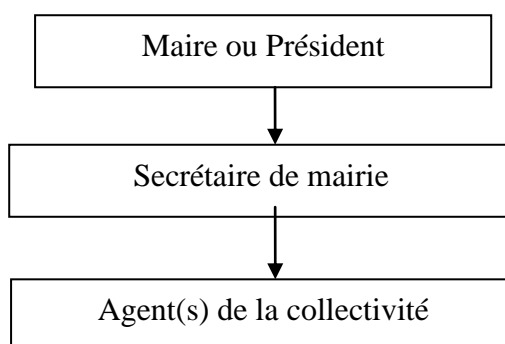 Maire ou Président
Secrétaire de mairie
Agent(s) de la collectivité